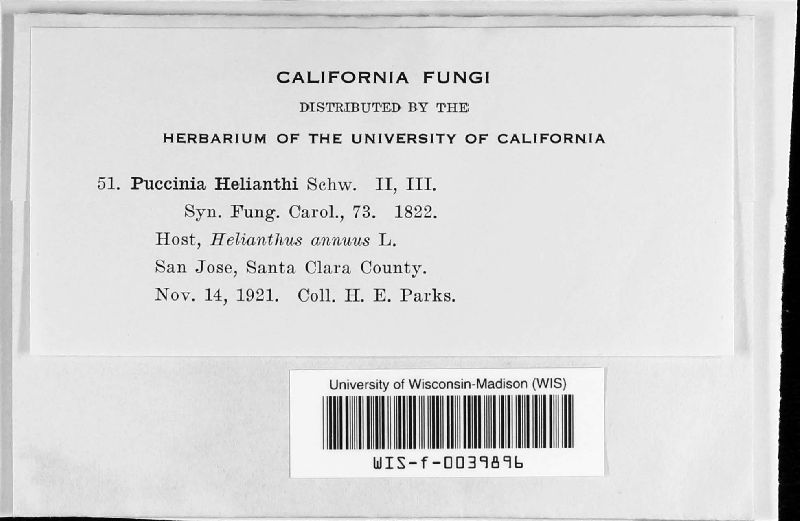 CALIFORNIA FUNGI
DISTRIBUTED BY THE
HERBARIUM OF THE UNIVERSITY OF CALIFORNIA
51. Puccinia Helianthi Schw. II, III.
Syn. Fung. Carol., 73. 1822.
Host, Helianthus annuus L.
San Jose, Santa Clara County.
Nov. 14, 1921. Coll. H. E. Parks.
University of Wisconsin-Madison (WIS)
WIS-f-0039896